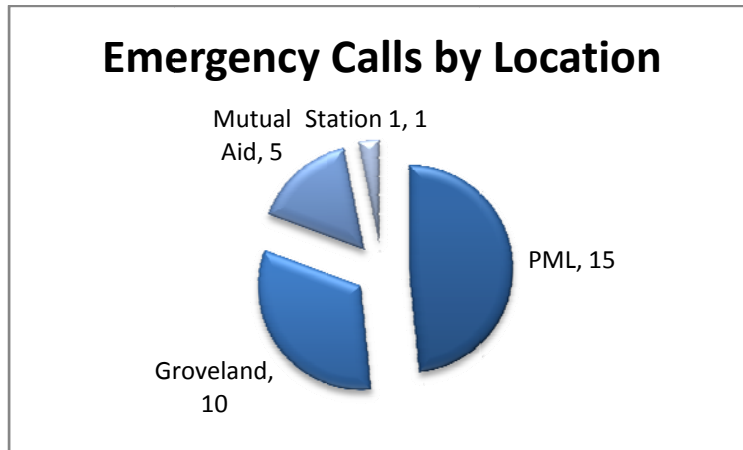 Emergency Calls by Location
Mutual
Aid, 5
Station 1, 1
PML, 15
Groveland,
10